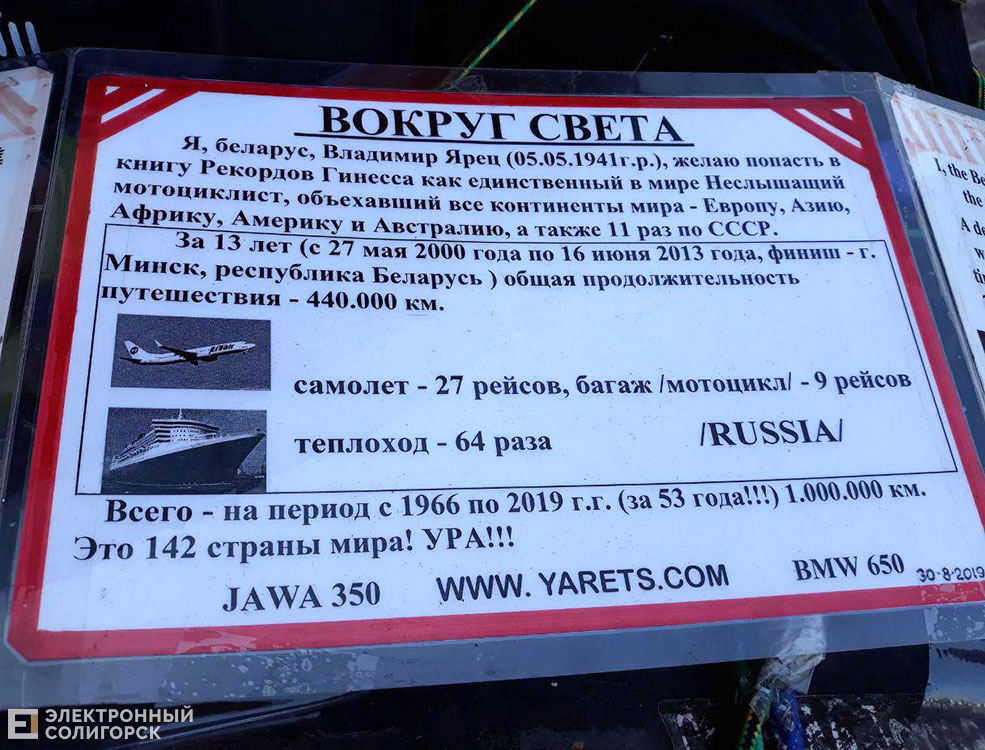 ВОКРУГ СВЕТА
Я, беларус, Владимир Ярец (05.05.1941г.р.), желаю попасть в
книгу Рекордов Гинесса как единственный в мире Неслышащий
мотоциклист, объехавший все континенты мира - Европу, Азию,
Африку, Америку и Австралию, а также 11 раз по СССР.
За 13 лет (с 27 мая 2000 года по 16 июня 2013 года, финиш - г.
Минск, республика Беларусь ) общая продолжительность
путешествия - 440.000 км.
UTair
самолет - 27 рейсов, багаж /мотоцикл/ - 9 рейсов
теплоход - 64 раза /RUSSIA/
Всего - на период с 1966 по 2019 г.г. (за 53 года!!!) 1.000.000 км.
Это 142 страны мира! УРА!!!
JAWA 350 WWW. YARETS.COM BMW 650 30-8-2019
I, the Be
the
A de
ЭЛЕКТРОННЫЙ
СОЛИГОРСК